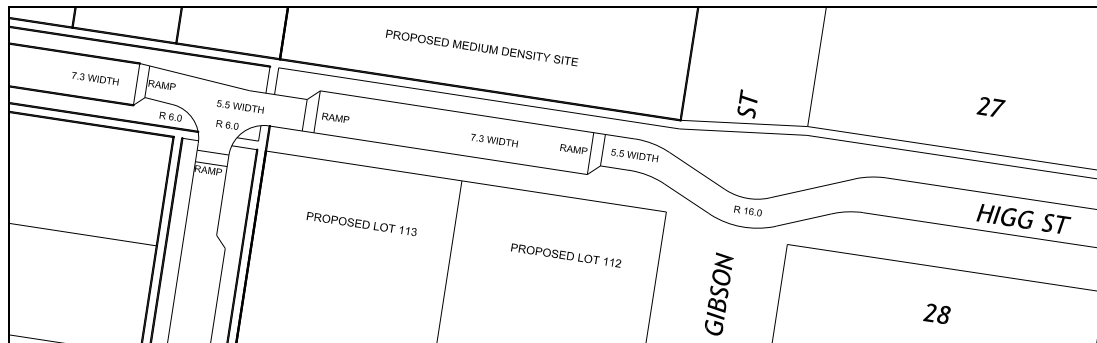 PROPOSED MEDIUM DENSITY SITE
7.3 WIDTH
RAMP
5.5 WIDTH
R 6.0
R 6.0
RAMP
RAMP
7.3 WIDTH
RAMP
5.5 WIDTH
ST
27
R 16.0
HIGG ST
PROPOSED LOT 113
PROPOSED LOT 112
GIBSON
28